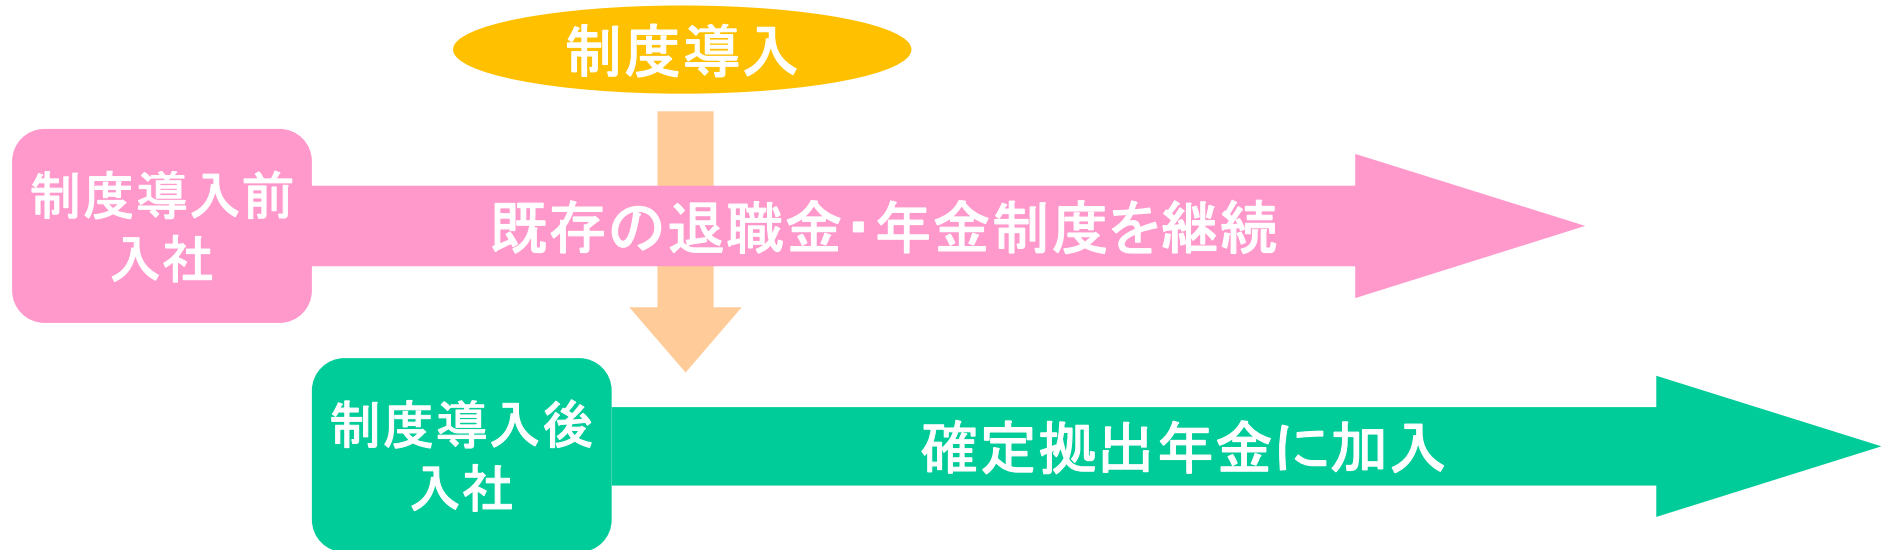 制度導入
制度導入前
入社
既存の退職金・年金制度を継続
制度導入後
入社
確定拠出年金に加入